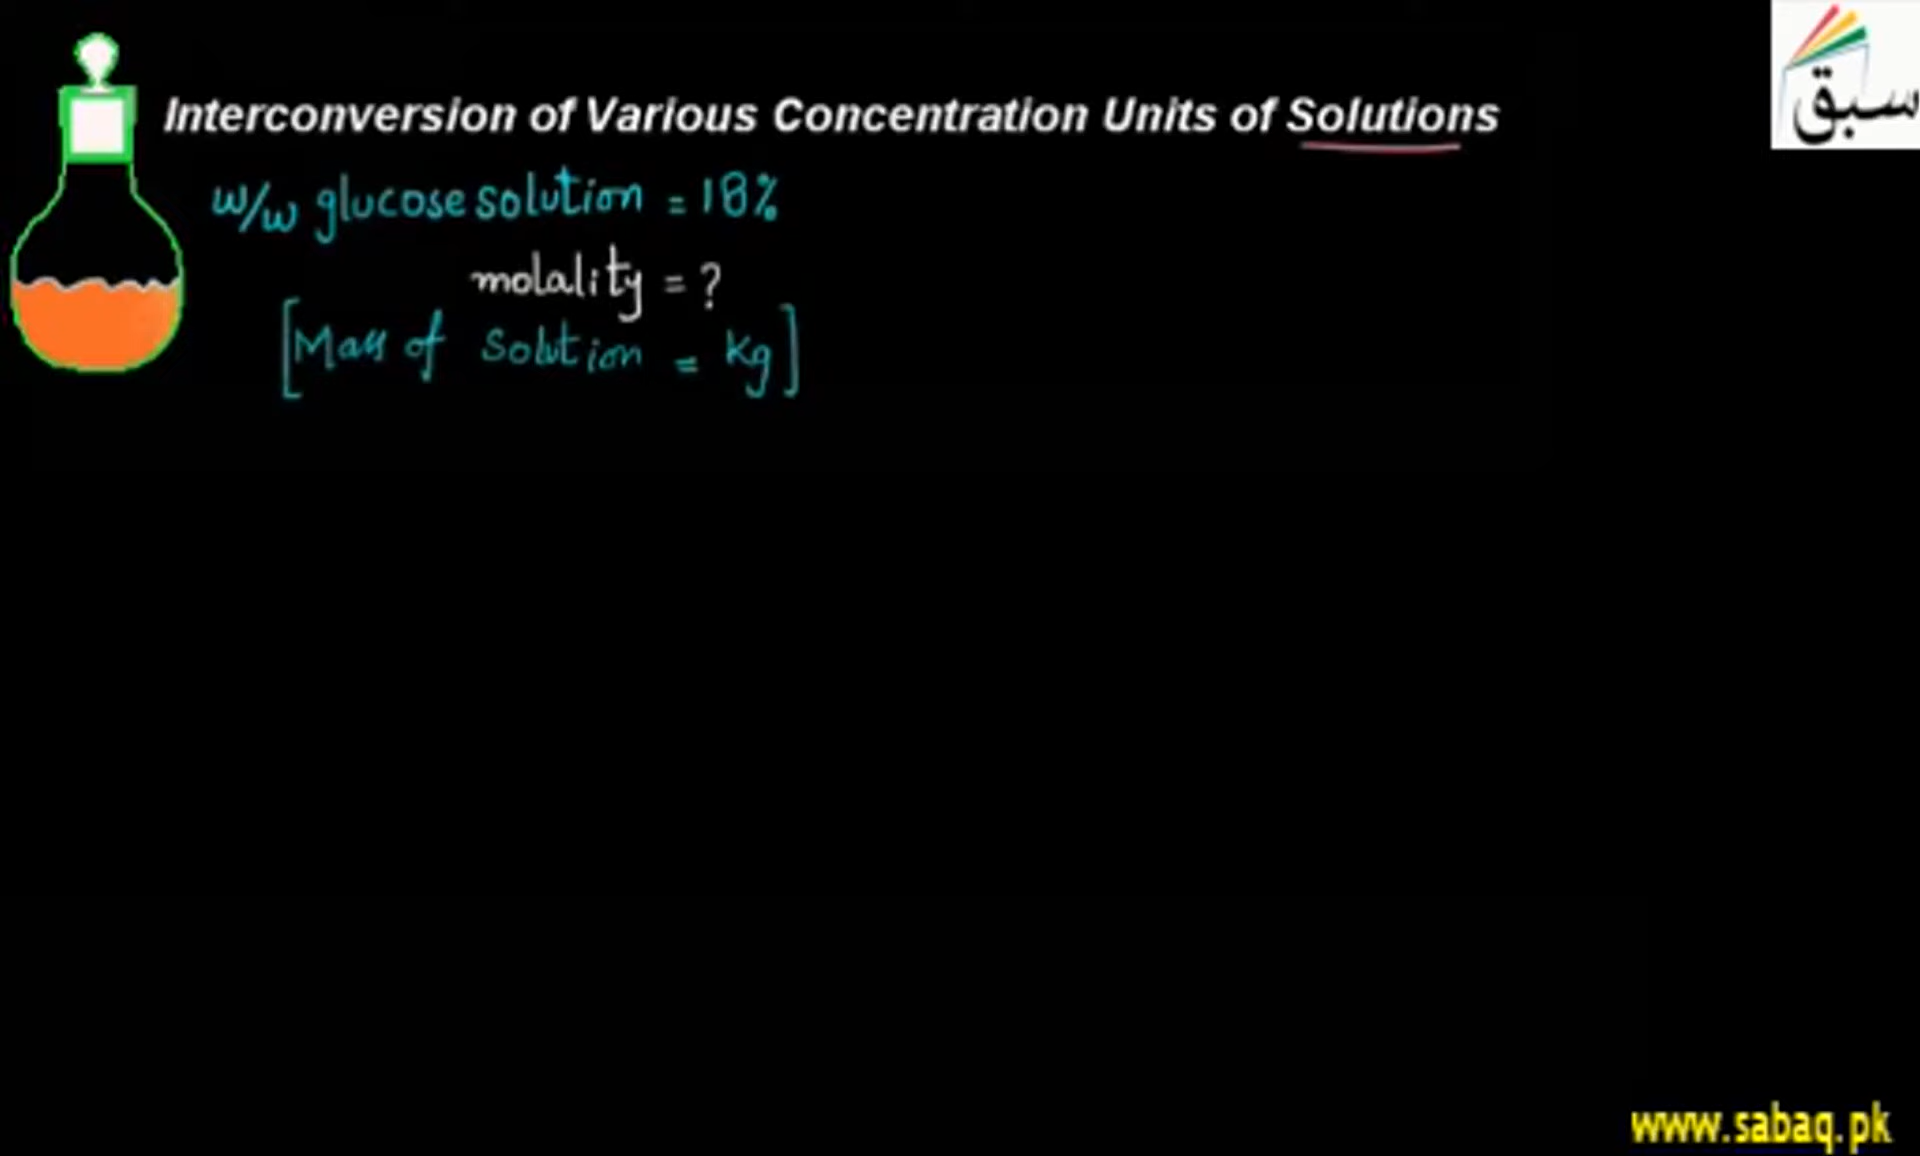 سبق
Interconversion of Various Concentration Units of Solutions
w/w glucose solution = 18%
molality = ?
[Mass of Solution = Kg]
www.sabaq.pk